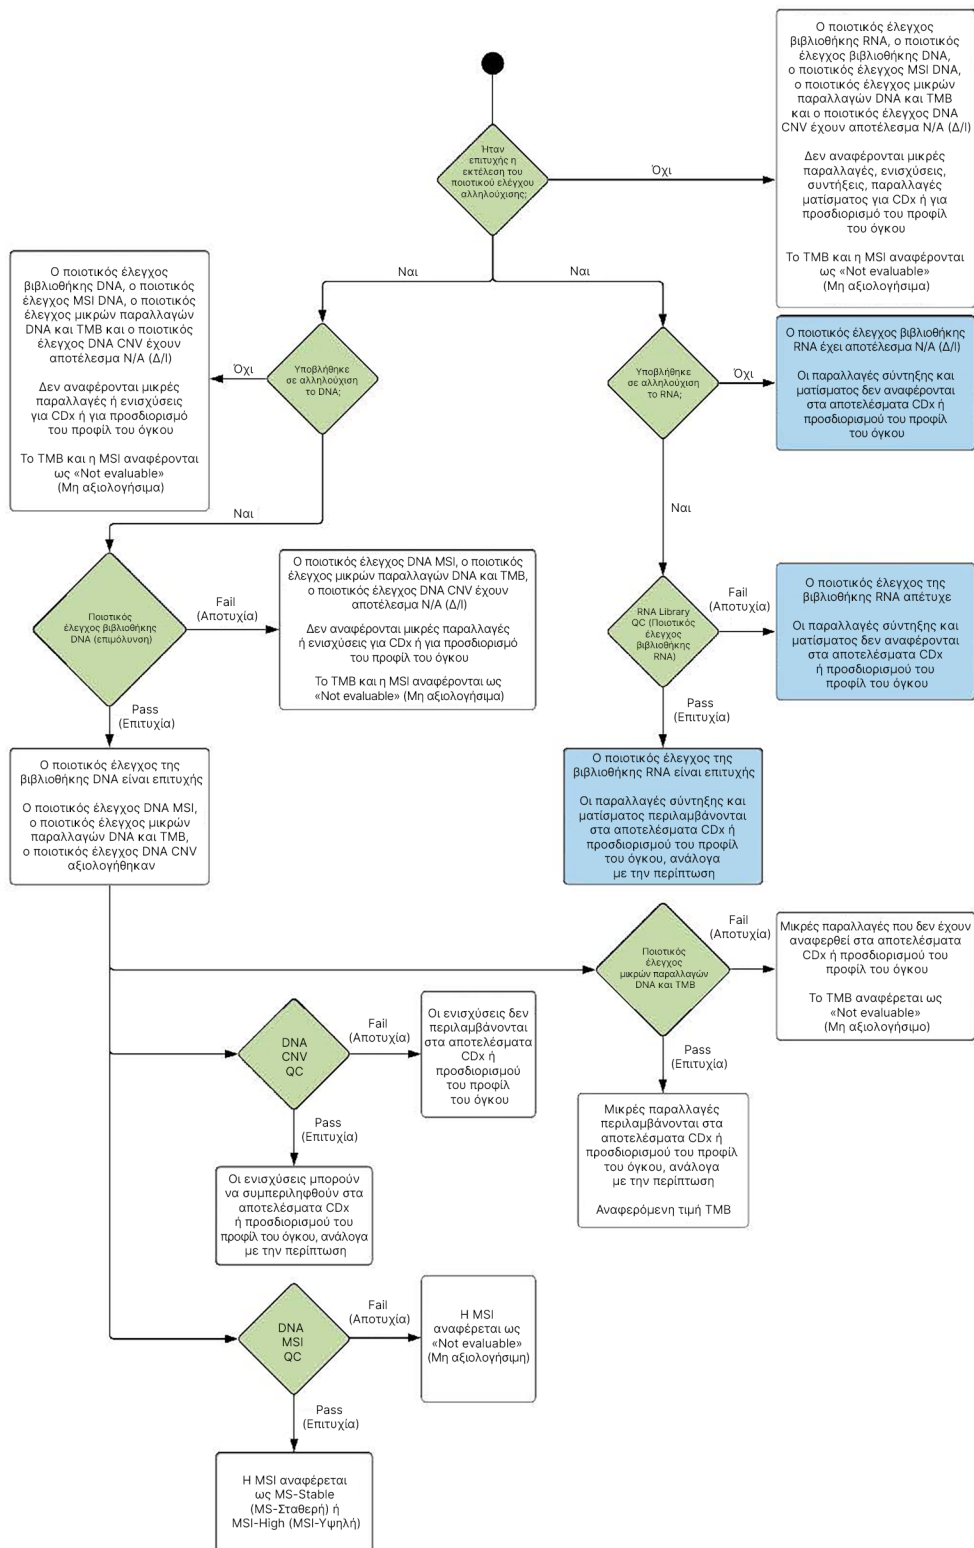 Ο ποιοτικός έλεγχος
βιβλιοθήκης RNA, ο ποιοτικός
έλεγχος βιβλιοθήκης DNA,
ο ποιοτικός έλεγχος MSI DNA,
ο ποιοτικός έλεγχος μικρών
παραλλαγών DNA και TMB
και ο ποιοτικός έλεγχος DNA
CNV έχουν αποτέλεσμα N/A (Δ/Ι)
Δεν αναφέρονται μικρές
παραλλαγές, ενισχύσεις,
συντήξεις, παραλλαγές
ματίσματος για CDx ή για
προσδιορισμό του προφίλ
του όγκου
Το TMB και η MSI αναφέρονται
ως «Not evaluable»
(Μη αξιολογήσιμα)
Ήταν
επιτυχής η
εκτέλεση του
ποιοτικού ελέγχου
αλληλούχισης;
Όχι
Ναι
Ναι
Ο ποιοτικός έλεγχος
βιβλιοθήκης DNA, ο ποιοτικός
έλεγχος MSI DNA, ο ποιοτικός
έλεγχος μικρών παραλλαγών
DNA και TMB και ο ποιοτικός
έλεγχος DNA CNV έχουν
αποτέλεσμα N/A (Δ/Ι)
Δεν αναφέρονται μικρές
παραλλαγές ή ενισχύσεις
για CDx ή για προσδιορισμό
του προφίλ του όγκου
Το TMB και η MSI αναφέρονται
ως «Not evaluable»
(Μη αξιολογήσιμα)
Όχι
Υποβλήθηκε
σε αλληλούχιση
το DNA;
Υποβλήθηκε
σε αλληλούχιση
το RNA;
Όχι
Ο ποιοτικός έλεγχος βιβλιοθήκης
RNA έχει αποτέλεσμα N/A (Δ/Ι)
Οι παραλλαγές σύντηξης και
ματίσματος δεν αναφέρονται
στα αποτελέσματα CDx ή
προσδιορισμού του προφίλ
του όγκου
Ναι
Ναι
Ποιοτικός
έλεγχος βιβλιοθήκης
DNA (επιμόλυνση)
Fail
(Αποτυχία)
Ο ποιοτικός έλεγχος DNA MSI, ο ποιοτικός
έλεγχος μικρών παραλλαγών DNA και TMB,
ο ποιοτικός έλεγχος DNA CNV έχουν
αποτέλεσμα N/A (Δ/Ι)
Δεν αναφέρονται μικρές παραλλαγές
ή ενισχύσεις για CDx ή για προσδιορισμό
του προφίλ του όγκου
Το TMB και η MSI αναφέρονται ως
«Not evaluable» (Μη αξιολογήσιμα)
RNA Library
QC (Ποιοτικός
έλεγχος
βιβλιοθήκης
RNA)
Fail
(Αποτυχία)
Ο ποιοτικός έλεγχος της
βιβλιοθήκης RNA απέτυχε
Οι παραλλαγές σύντηξης και
ματίσματος δεν αναφέρονται
στα αποτελέσματα CDx
ή προσδιορισμού του
προφίλ του όγκου
Pass
(Επιτυχία)
Pass
(Επιτυχία)
Ο ποιοτικός έλεγχος της
βιβλιοθήκης DNA είναι επιτυχής
Ο ποιοτικός έλεγχος DNA MSI,
ο ποιοτικός έλεγχος μικρών
παραλλαγών DNA και TMB,
ο ποιοτικός έλεγχος DNA CNV
αξιολογήθηκαν
Ο ποιοτικός έλεγχος της
βιβλιοθήκης RNA είναι επιτυχής
Οι παραλλαγές σύντηξης και
ματίσματος περιλαμβάνονται
στα αποτελέσματα CDx ή
προσδιορισμού του προφίλ
του όγκου, ανάλογα
με την περίπτωση
Ποιοτικός
έλεγχος
μικρών παραλλαγών
DNA και TMB
Fail
(Αποτυχία)
Μικρές παραλλαγές που δεν έχουν
αναφερθεί στα αποτελέσματα
CDx ή προσδιορισμού του
προφίλ του όγκου
Το TMB αναφέρεται ως
«Not evaluable»
(Μη αξιολογήσιμο)
DNA
CNV
QC
Fail
(Αποτυχία)
Οι ενισχύσεις δεν
περιλαμβάνονται
στα αποτελέσματα
CDx ή
προσδιορισμού
του προφίλ
του όγκου
Pass
(Επιτυχία)
Pass
(Επιτυχία)
Μικρές παραλλαγές
περιλαμβάνονται στα
αποτελέσματα CDx ή
προσδιορισμού του προφίλ
του όγκου, ανάλογα
με την περίπτωση
Αναφερόμενη τιμή TMB
Οι ενισχύσεις μπορούν
να συμπεριληφθούν στα
αποτελέσματα CDx
ή προσδιορισμού του
προφίλ του όγκου, ανάλογα
με την περίπτωση
DNA
MSI
QC
Fail
(Αποτυχία)
Η MSI
αναφέρεται ως
«Not evaluable»
(Μη αξιολογήσιμη)
Pass
(Επιτυχία)
Η MSI αναφέρεται
ως MS-Stable
(MS-Σταθερή) ή
MSI-High (MSI-Υψηλή)